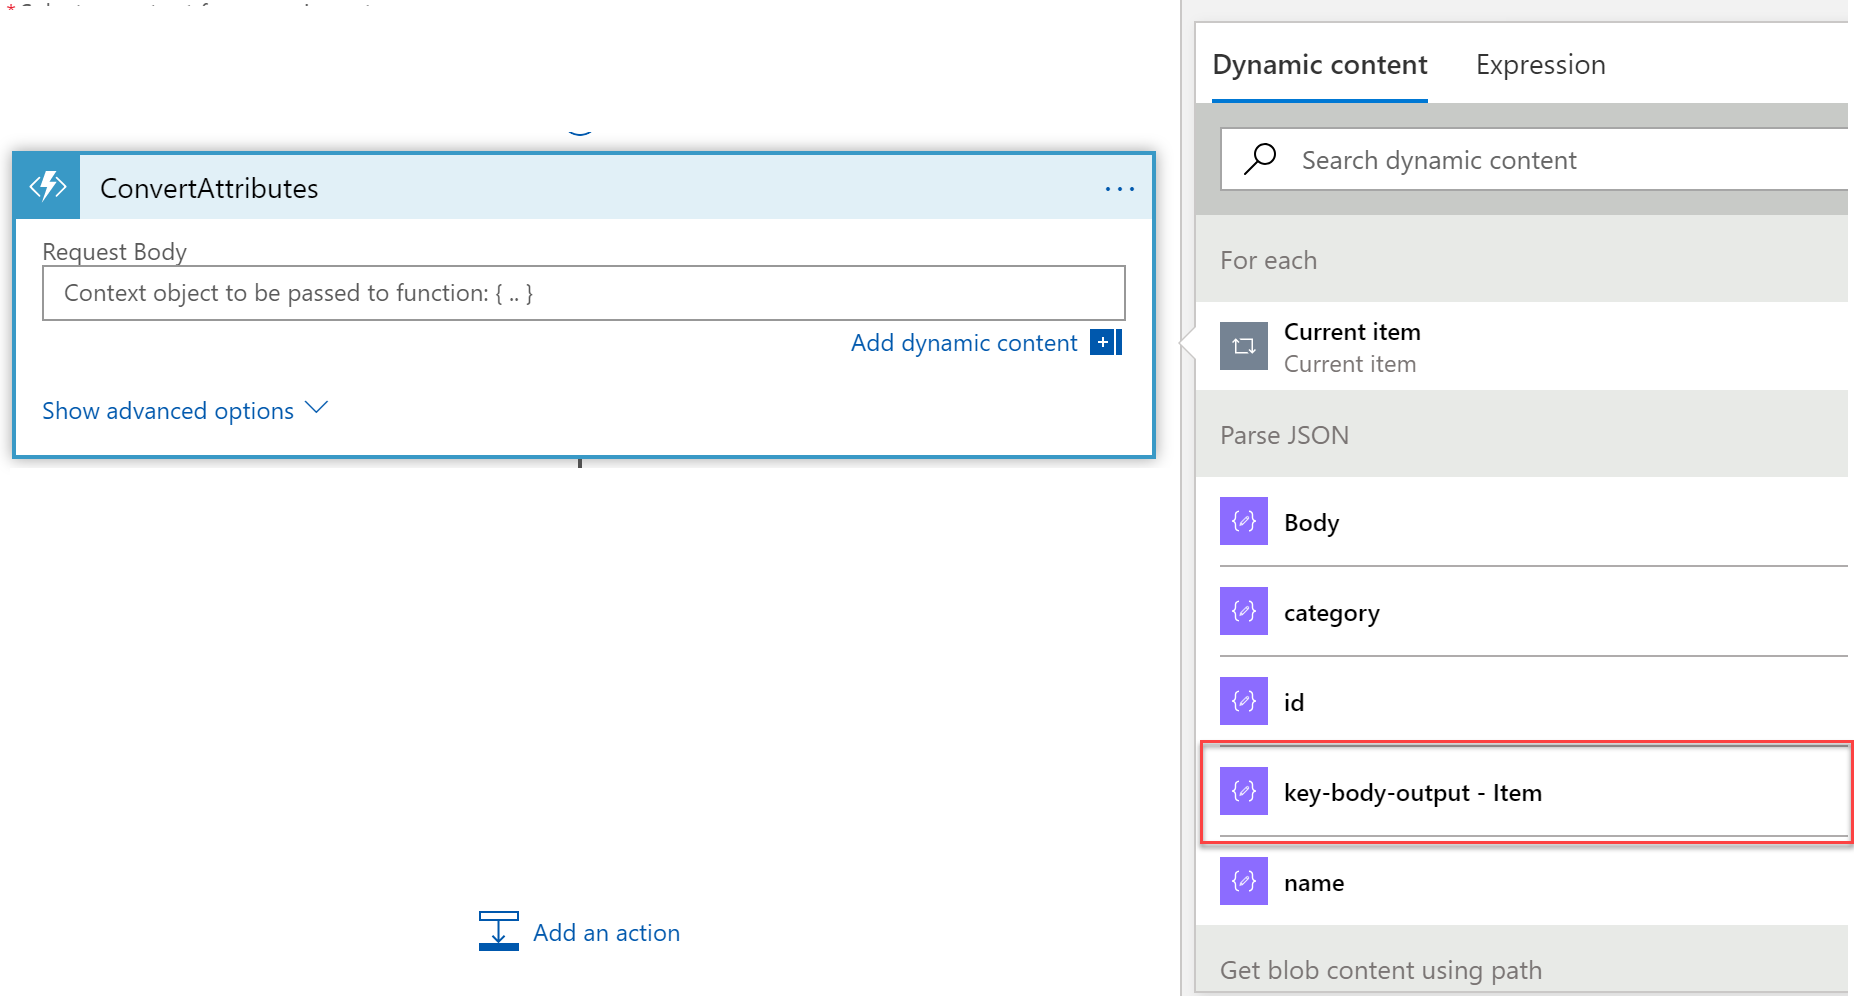 ConvertAttributes
Request Body
Context object to be passed to function: { .. }
Add dynamic content
Show advanced options
Add an action
Dynamic content
Expression
Search dynamic content
For each
Current item
Current item
Parse JSON
Body
category
id
key-body-output - Item
name
Get blob content using path